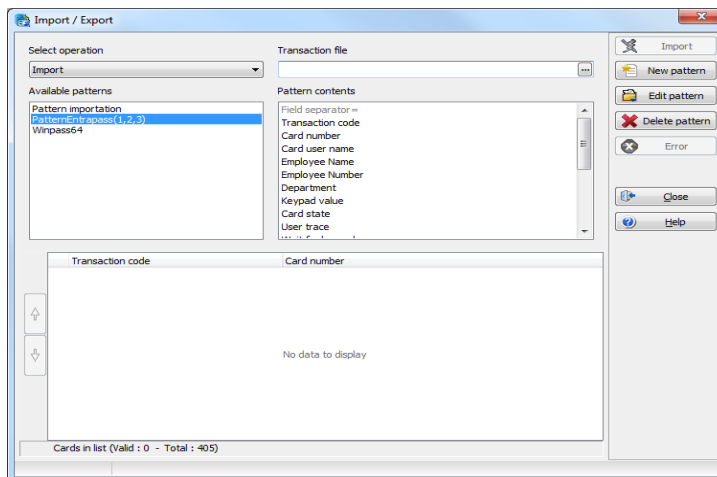 Import / Export
Select operation
Import
Transaction file
Available patterns
Pattern importation
PatternEntrapass(1,2,3)
Winpass64
Pattern contents
Field separator=
Transaction code
Card number
Card user name
Employee Name
Employee Number
Department
Keypad value
Card state
User trace
Import
New pattern
Edit pattern
Delete pattern
Error
Close
Help
Transaction code Card number
No data to display
Cards in list (Valid : 0 - Total : 405)